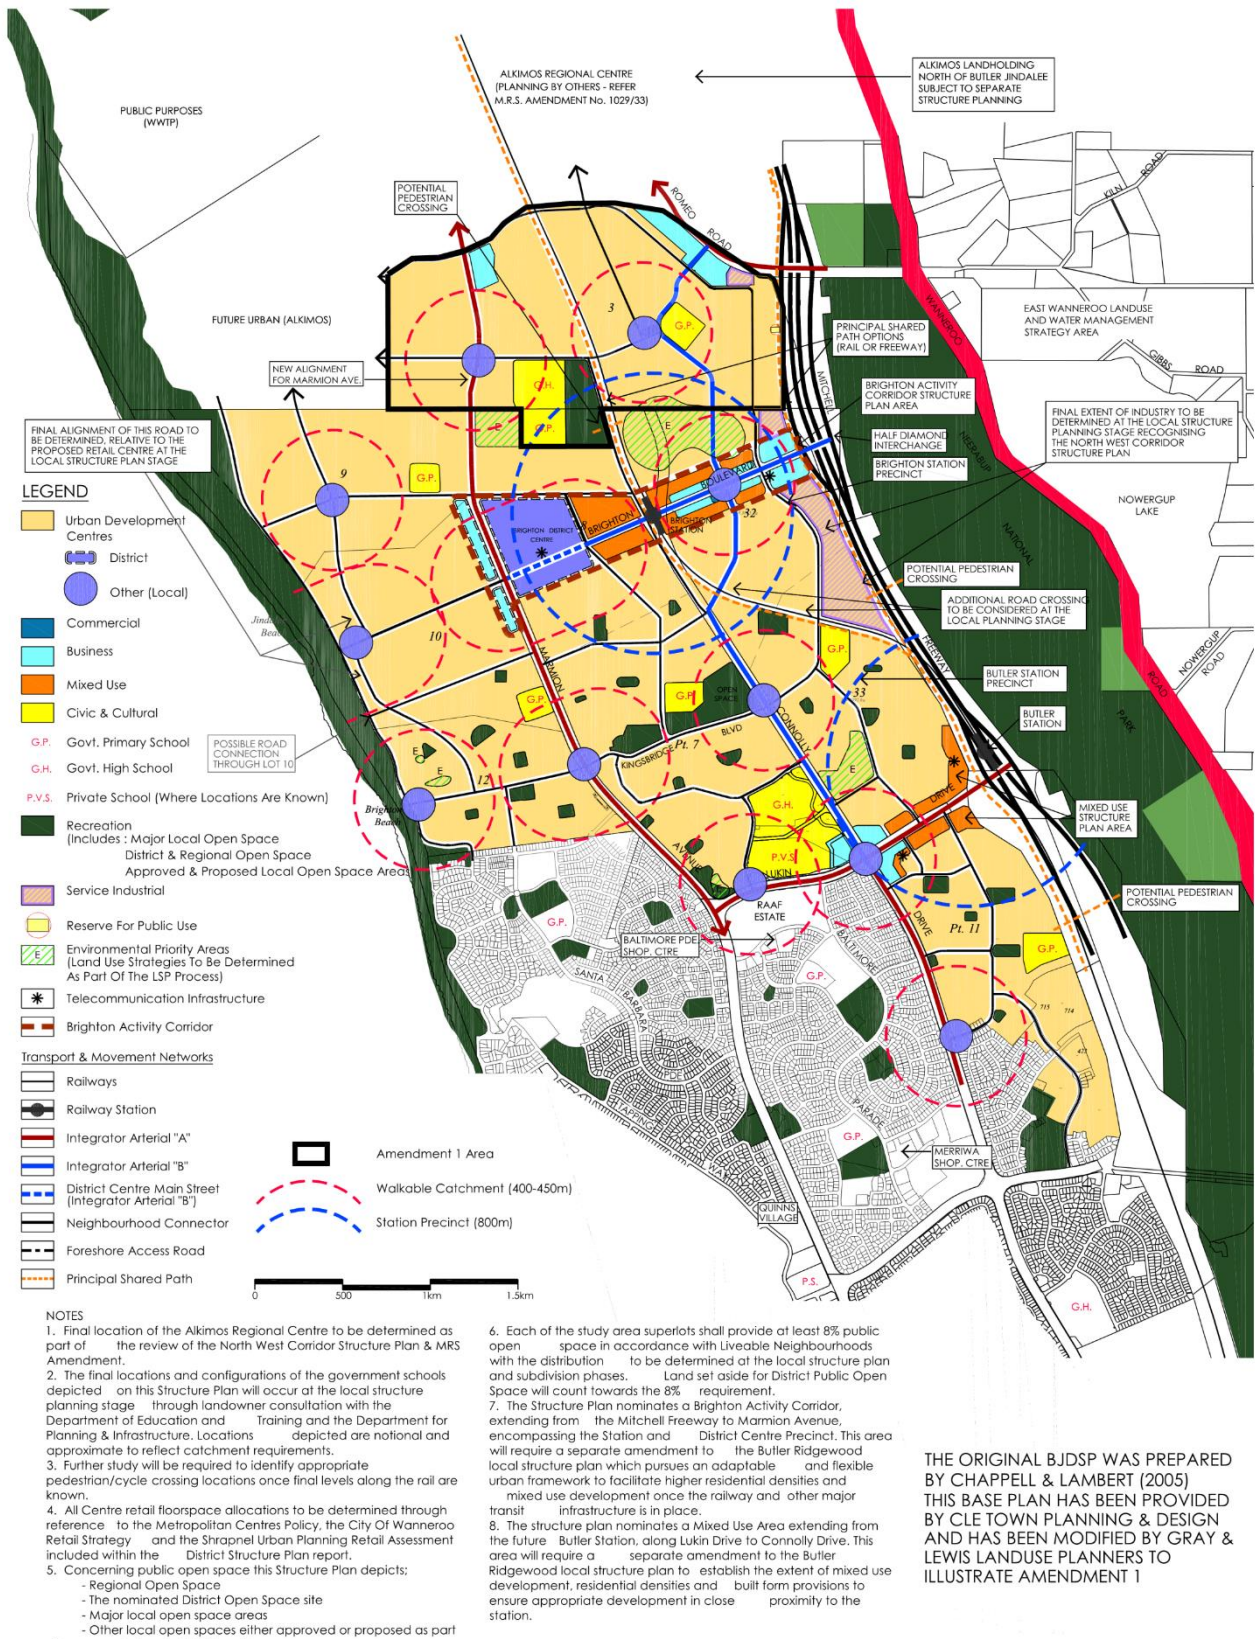 PUBLIC PURPOSES
(WWTP)
ALKIMOS REGIONAL CENTRE
(PLANNING BY OTHERS - REFER
M.R.S. AMENDMENT No. 1029/33)
ALKIMOS LANDHOLDING
NORTH OF BUTLER JINDALEE
SUBJECT TO SEPARATE
STRUCTURE PLANNING
POTENTIAL
PEDESTRIAN
CROSSING
ROMEO
ROAD
KILN
ROAD
FUTURE URBAN (ALKIMOS)
3
G.P.
WANNEROO
EAST WANNEROO LANDUSE
AND WATER MANAGEMENT
STRATEGY AREA
GIBBS
ROAD
PRINCIPAL SHARED
PATH OPTIONS
(RAIL OR FREEWAY)
NEW ALIGNMENT
FOR MARMION AVE.
G.H.
MITCHELL
BRIGHTON ACTIVITY
CORRIDOR STRUCTURE
PLAN AREA
FINAL ALIGNMENT OF THIS ROAD TO
BE DETERMINED, RELATIVE TO THE
PROPOSED RETAIL CENTRE AT THE
LOCAL STRUCTURE PLAN STAGE
E
G.P.
E
HALF DIAMOND
INTERCHANGE
FINAL EXTENT OF INDUSTRY TO BE
DETERMINED AT THE LOCAL STRUCTURE
PLANNING STAGE RECOGNISING
THE NORTH WEST CORRIDOR
STRUCTURE PLAN
NEERABUP
9
G.P.
BOULEVARD
BRIGHTON STATION
PRECINCT
BRIGHTON DISTRICT
CENTRE
BRIGHTON
BRIGHTON
STATION
32
NOWERGUP
LAKE
NATIONAL
POTENTIAL PEDESTRIAN
CROSSING
ADDITIONAL ROAD CROSSING
TO BE CONSIDERED AT THE
LOCAL PLANNING STAGE
10
MARMION
G.P.
FREEWAY
NOWERGUP
ROAD
BUTLER STATION
PRECINCT
G.P.
G.P.
OPEN
SPACE
33
BUTLER
STATION
ROAD
PARK
CONNOLLY
BLVD
KINGSBRIDGE
Pt. 7
POSSIBLE ROAD
CONNECTION
THROUGH LOT 10
E
E
12
E
Brighton
Beach
G.H.
DRIVE
MIXED USE
STRUCTURE
PLAN AREA
AVENUE
P.V.S.
LUKIN
RAAF
ESTATE
POTENTIAL PEDESTRIAN
CROSSING
G.P.
DRIVE
Pt. 11
BALTIMORE PDE.
SHOP. CTRE
BALTIMORE
G.P.
G.P.
SANTA
BARBARA
PDE
715
714
PARADE
G.P.
MERRIWA
SHOP. CTRE
TAPPING
WAY
QUINNS
VILLAGE
P.S.
G.H.
LEGEND
Urban Development
Centres
District
Other (Local)
Commercial
Business
Mixed Use
Civic & Cultural
G.P. Govt. Primary School
G.H. Govt. High School
P.V.S. Private School (Where Locations Are Known)
Recreation
(Includes : Major Local Open Space
District & Regional Open Space
Approved & Proposed Local Open Space Areas
Service Industrial
Reserve For Public Use
E Environmental Priority Areas
(Land Use Strategies To Be Determined
As Part Of The LSP Process)
Telecommunication Infrastructure
Brighton Activity Corridor
Transport & Movement Networks
Railways
Railway Station
Integrator Arterial "A"
Integrator Arterial "B"
District Centre Main Street
(Integrator Arterial "B")
Neighbourhood Connector
Foreshore Access Road
Principal Shared Path
Amendment 1 Area
Walkable Catchment (400-450m)
Station Precinct (800m)
0 500 1km 1.5km
NOTES
1. Final location of the Alkimos Regional Centre to be determined as
part of the review of the North West Corridor Structure Plan & MRS
Amendment.
2. The final locations and configurations of the government schools
depicted on this Structure Plan will occur at the local structure
planning stage through landowner consultation with the
Department of Education and Training and the Department for
Planning & Infrastructure. Locations depicted are notional and
approximate to reflect catchment requirements.
3. Further study will be required to identify appropriate
pedestrian/cycle crossing locations once final levels along the rail are
known.
4. All Centre retail floorspace allocations to be determined through
reference to the Metropolitan Centres Policy, the City Of Wanneroo
Retail Strategy and the Shrapnel Urban Planning Retail Assessment
included within the District Structure Plan report.
5. Concerning public open space this Structure Plan depicts;
- Regional Open Space
- The nominated District Open Space site
- Major local open space areas
- Other local open spaces either approved or proposed as part
6. Each of the study area superlots shall provide at least 8% public
open space in accordance with Liveable Neighbourhoods
with the distribution to be determined at the local structure plan
and subdivision phases. Land set aside for District Public Open
Space will count towards the 8% requirement.
7. The Structure Plan nominates a Brighton Activity Corridor,
extending from the Mitchell Freeway to Marmion Avenue,
encompassing the Station and District Centre Precinct. This area
will require a separate amendment to the Butler Ridgewood
local structure plan which pursues an adaptable and flexible
urban framework to facilitate higher residential densities and
mixed use development once the railway and other major
transit infrastructure is in place.
8. The structure plan nominates a Mixed Use Area extending from
the future Butler Station, along Lukin Drive to Connolly Drive. This
area will require a separate amendment to the Butler
Ridgewood local structure plan to establish the extent of mixed use
development, residential densities and built form provisions to
ensure appropriate development in close proximity to the
station.
THE ORIGINAL BJDSP WAS PREPARED
BY CHAPPELL & LAMBERT (2005)
THIS BASE PLAN HAS BEEN PROVIDED
BY CLE TOWN PLANNING & DESIGN
AND HAS BEEN MODIFIED BY GRAY &
LEWIS LANDUSE PLANNERS TO
ILLUSTRATE AMENDMENT 1